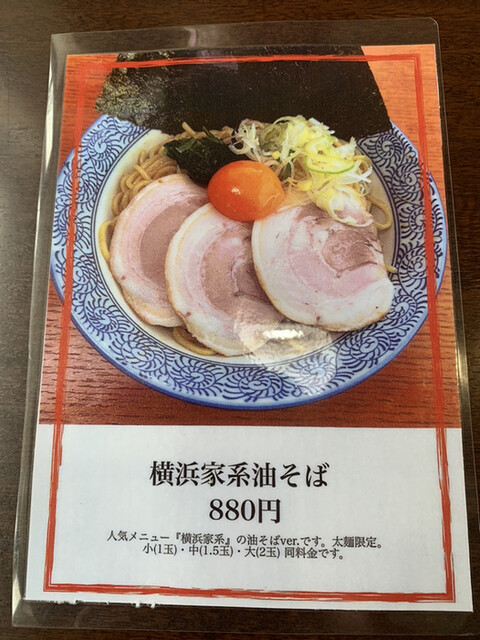 横浜家系油そば
880円
人気メニュー『横浜家系』の油そばver.です。太麺限定。
小(1玉)・中(1.5玉)・大(2玉) 同料金です。